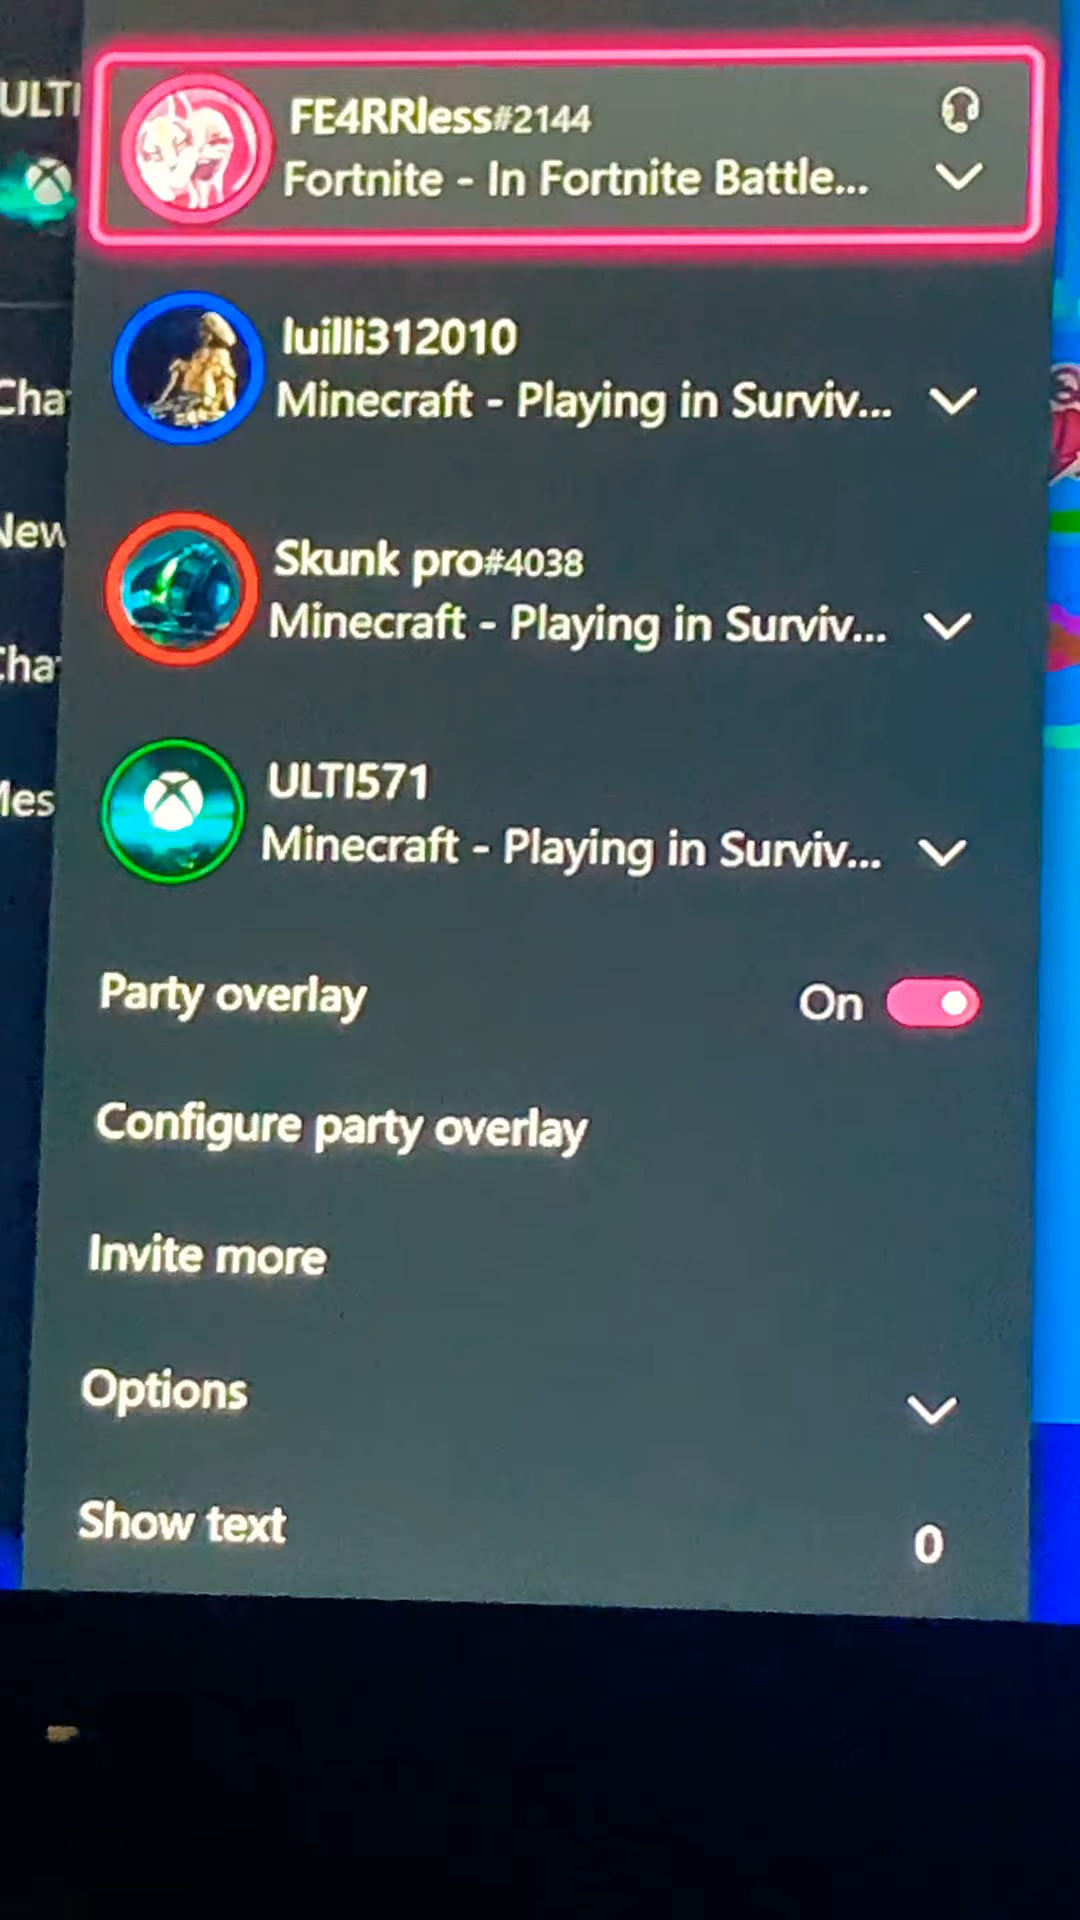 ULTI
FE4RRless#2144
Fortnite - In Fortnite Battle...
luilli312010
Minecraft - Playing in Surviv...
Skunk pro#4038
Minecraft - Playing in Surviv...
ULTI571
Minecraft - Playing in Surviv...
Party overlay
On
Configure party overlay
Invite more
Options
Show text
0